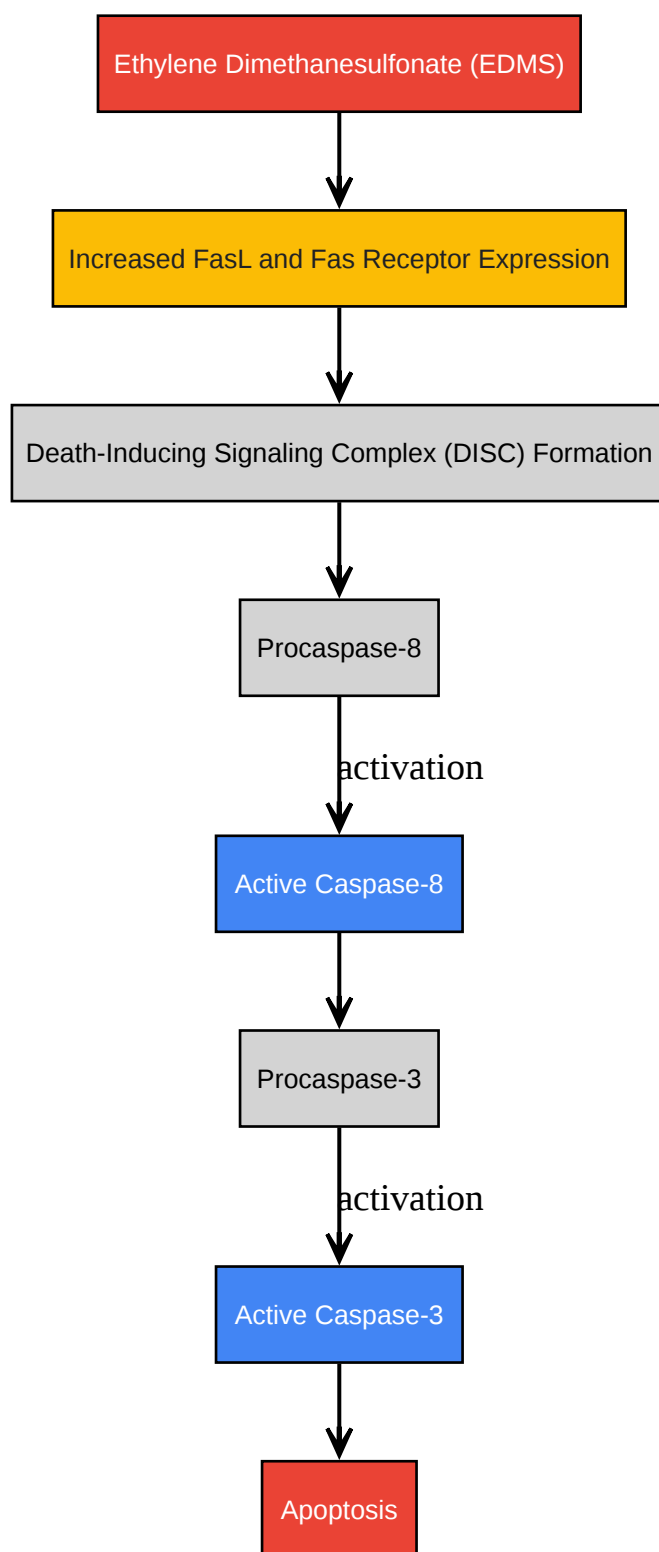 Ethylene Dimethanesulfonate (EDMS)
Increased FasL and Fas Receptor Expression
Death-Inducing Signaling Complex (DISC) Formation
Procaspase-8
activation
Active Caspase-8
Procaspase-3
activation
Active Caspase-3
Apoptosis